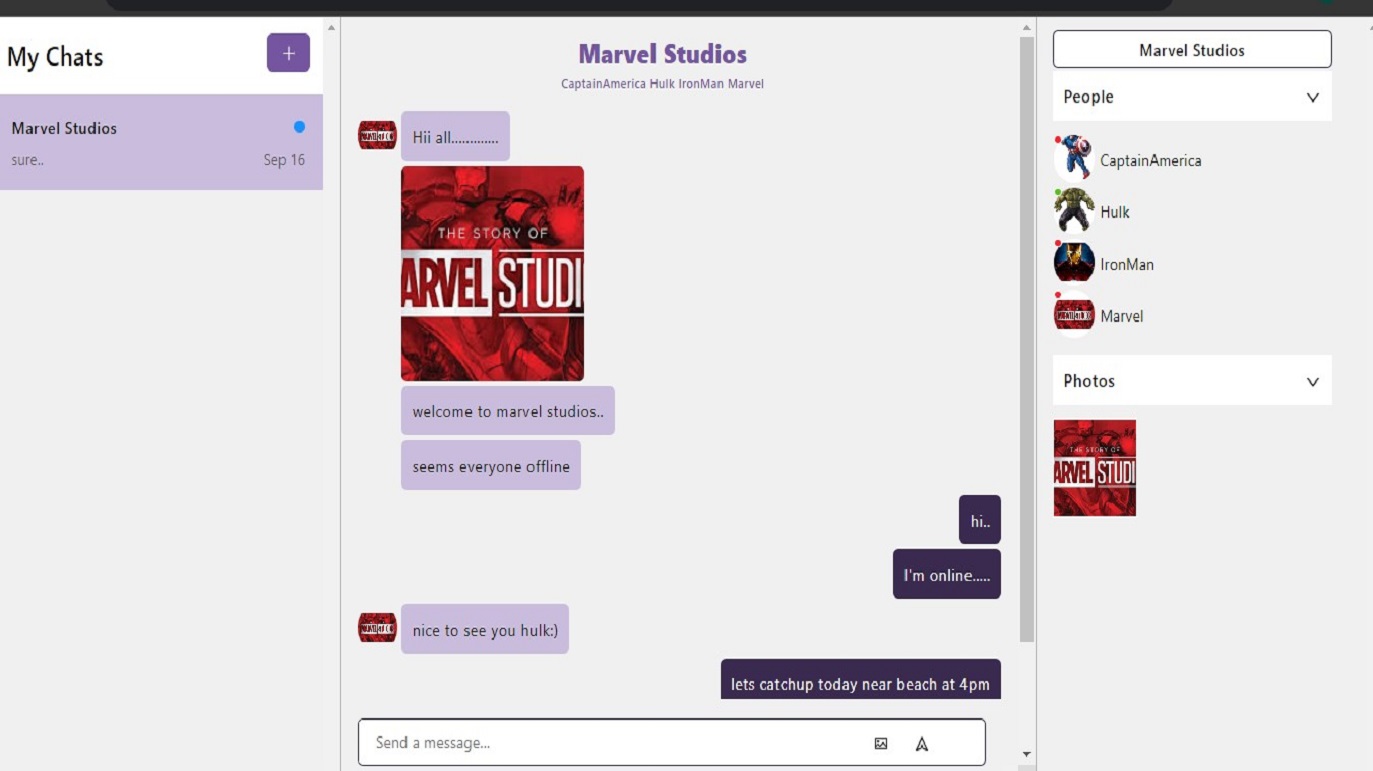 My Chats
+
Marvel Studios
sure..
Sep 16
Marvel Studios
CaptainAmerica Hulk IronMan Marvel
Hii all.............
THE STORY OF
ARVEL STUDI
welcome to marvel studios..
seems everyone offline
hi..
I'm online.....
nice to see you hulk:)
lets catchup today near beach at 4pm
Send a message...
Marvel Studios
People
CaptainAmerica
Hulk
IronMan
Marvel
Photos
THE STORY OF
ARVEL STUDI